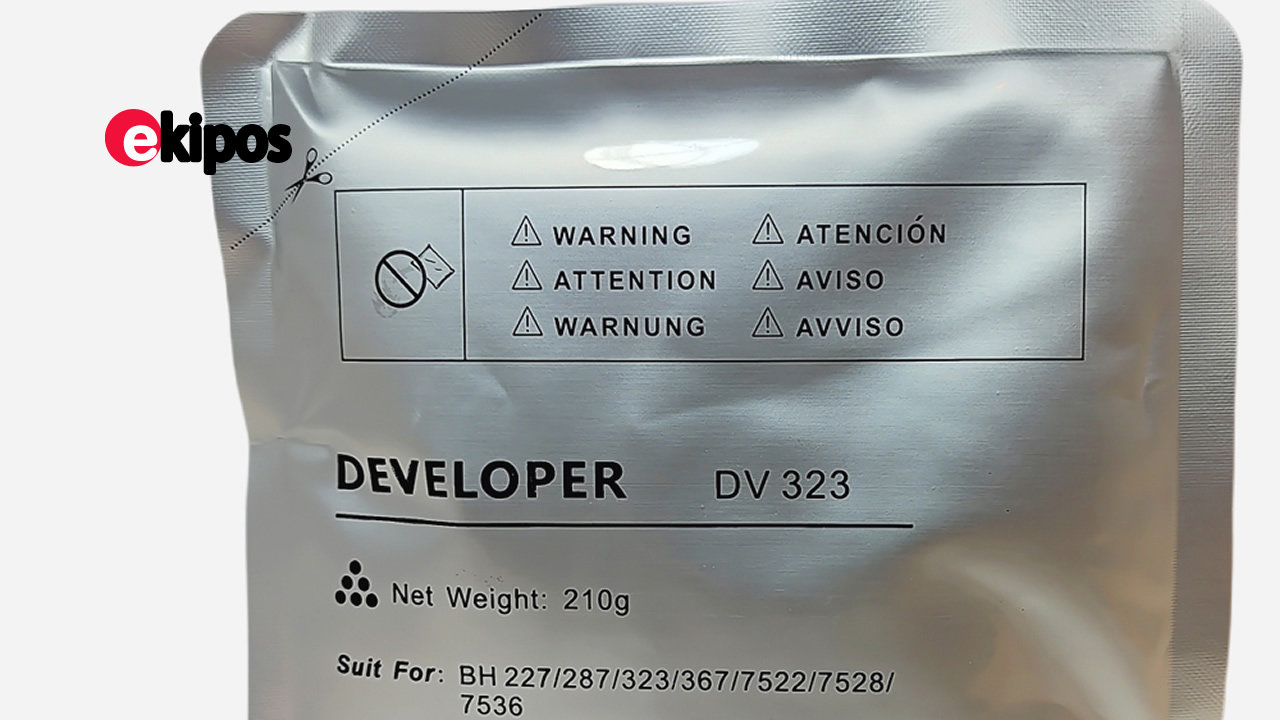 ekipos
WARNING ATENCIÓN
ATTENTION AVISO
WARNUNG AVVISO
DEVELOPER DV 323
Net Weight: 210g
Suit For: BH 227/287/323/367/7522/7528/
7536